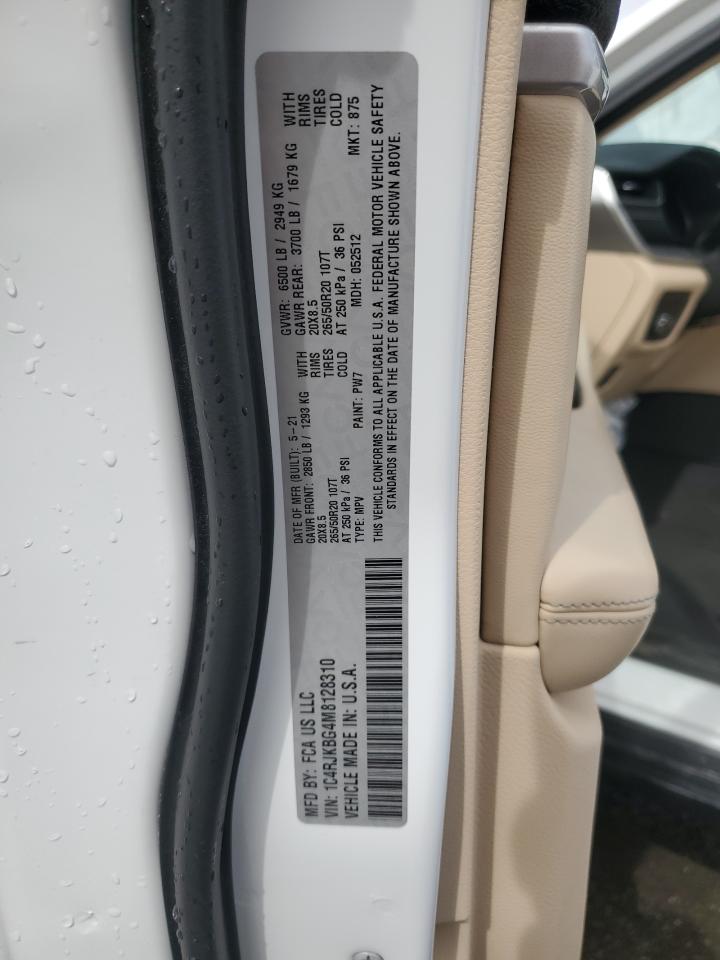 MFD BY: FCA US LLC
VIN: 1C4RJKBG4M8128310
VEHICLE MADE IN: U.S.A.
DATE OF MFR (BUILT): 5-21
GAWR FRONT: 2850 LB / 1293 KG WITH
20X8.5 RIMS
265/50R20 107T TIRES
AT 250 kPa / 36 PSI COLD
TYPE: MPV PAINT: PW7
GVWR: 6500 LB / 2949 KG
GAWR REAR: 3700 LB / 1679 KG WITH
20X8.5 RIMS
265/50R20 107T TIRES
AT 250 kPa / 36 PSI COLD
MDH: 052512 MKT: 875
THIS VEHICLE CONFORMS TO ALL APPLICABLE U.S.A. FEDERAL MOTOR VEHICLE SAFETY
STANDARDS IN EFFECT ON THE DATE OF MANUFACTURE SHOWN ABOVE.